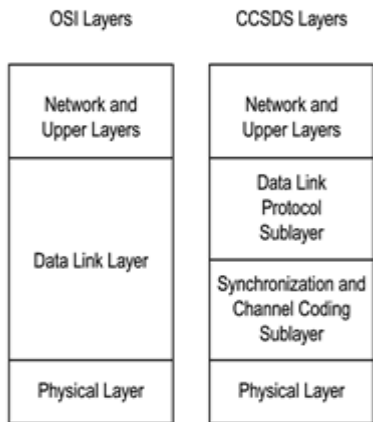 OSI Layers
CCSDS Layers
Network and
Upper Layers
Data Link Layer
Physical Layer
Network and
Upper Layers
Data Link
Protocol
Sublayer
Synchronization and
Channel Coding
Sublayer
Physical Layer